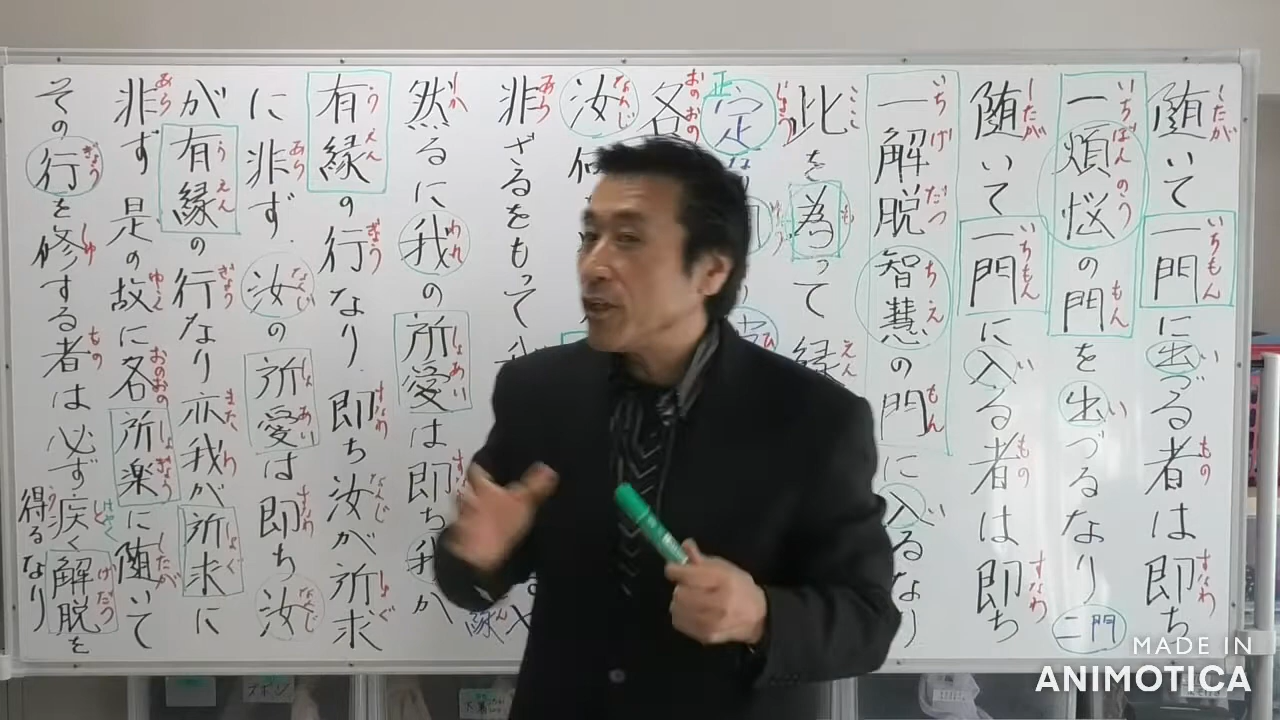 随いて一門に出づる者は即ち
一煩悩の門を出づるなり 二門
随いて一門に入る者は即ち
一解脱智慧の門に入るなり
此を為って縁
正
定
各
汝何
非ざるをもって
然るに我の所愛は即ち我が
有縁の行なり 即ち汝が所求
に非ず 汝の所愛は即ち汝
が有縁の行なり 亦我が所求に
非ず 是の故に各所楽に随いて
その行を修する者は必ず疾く解脱を
得るなり
MADE IN
ANIMOTICA